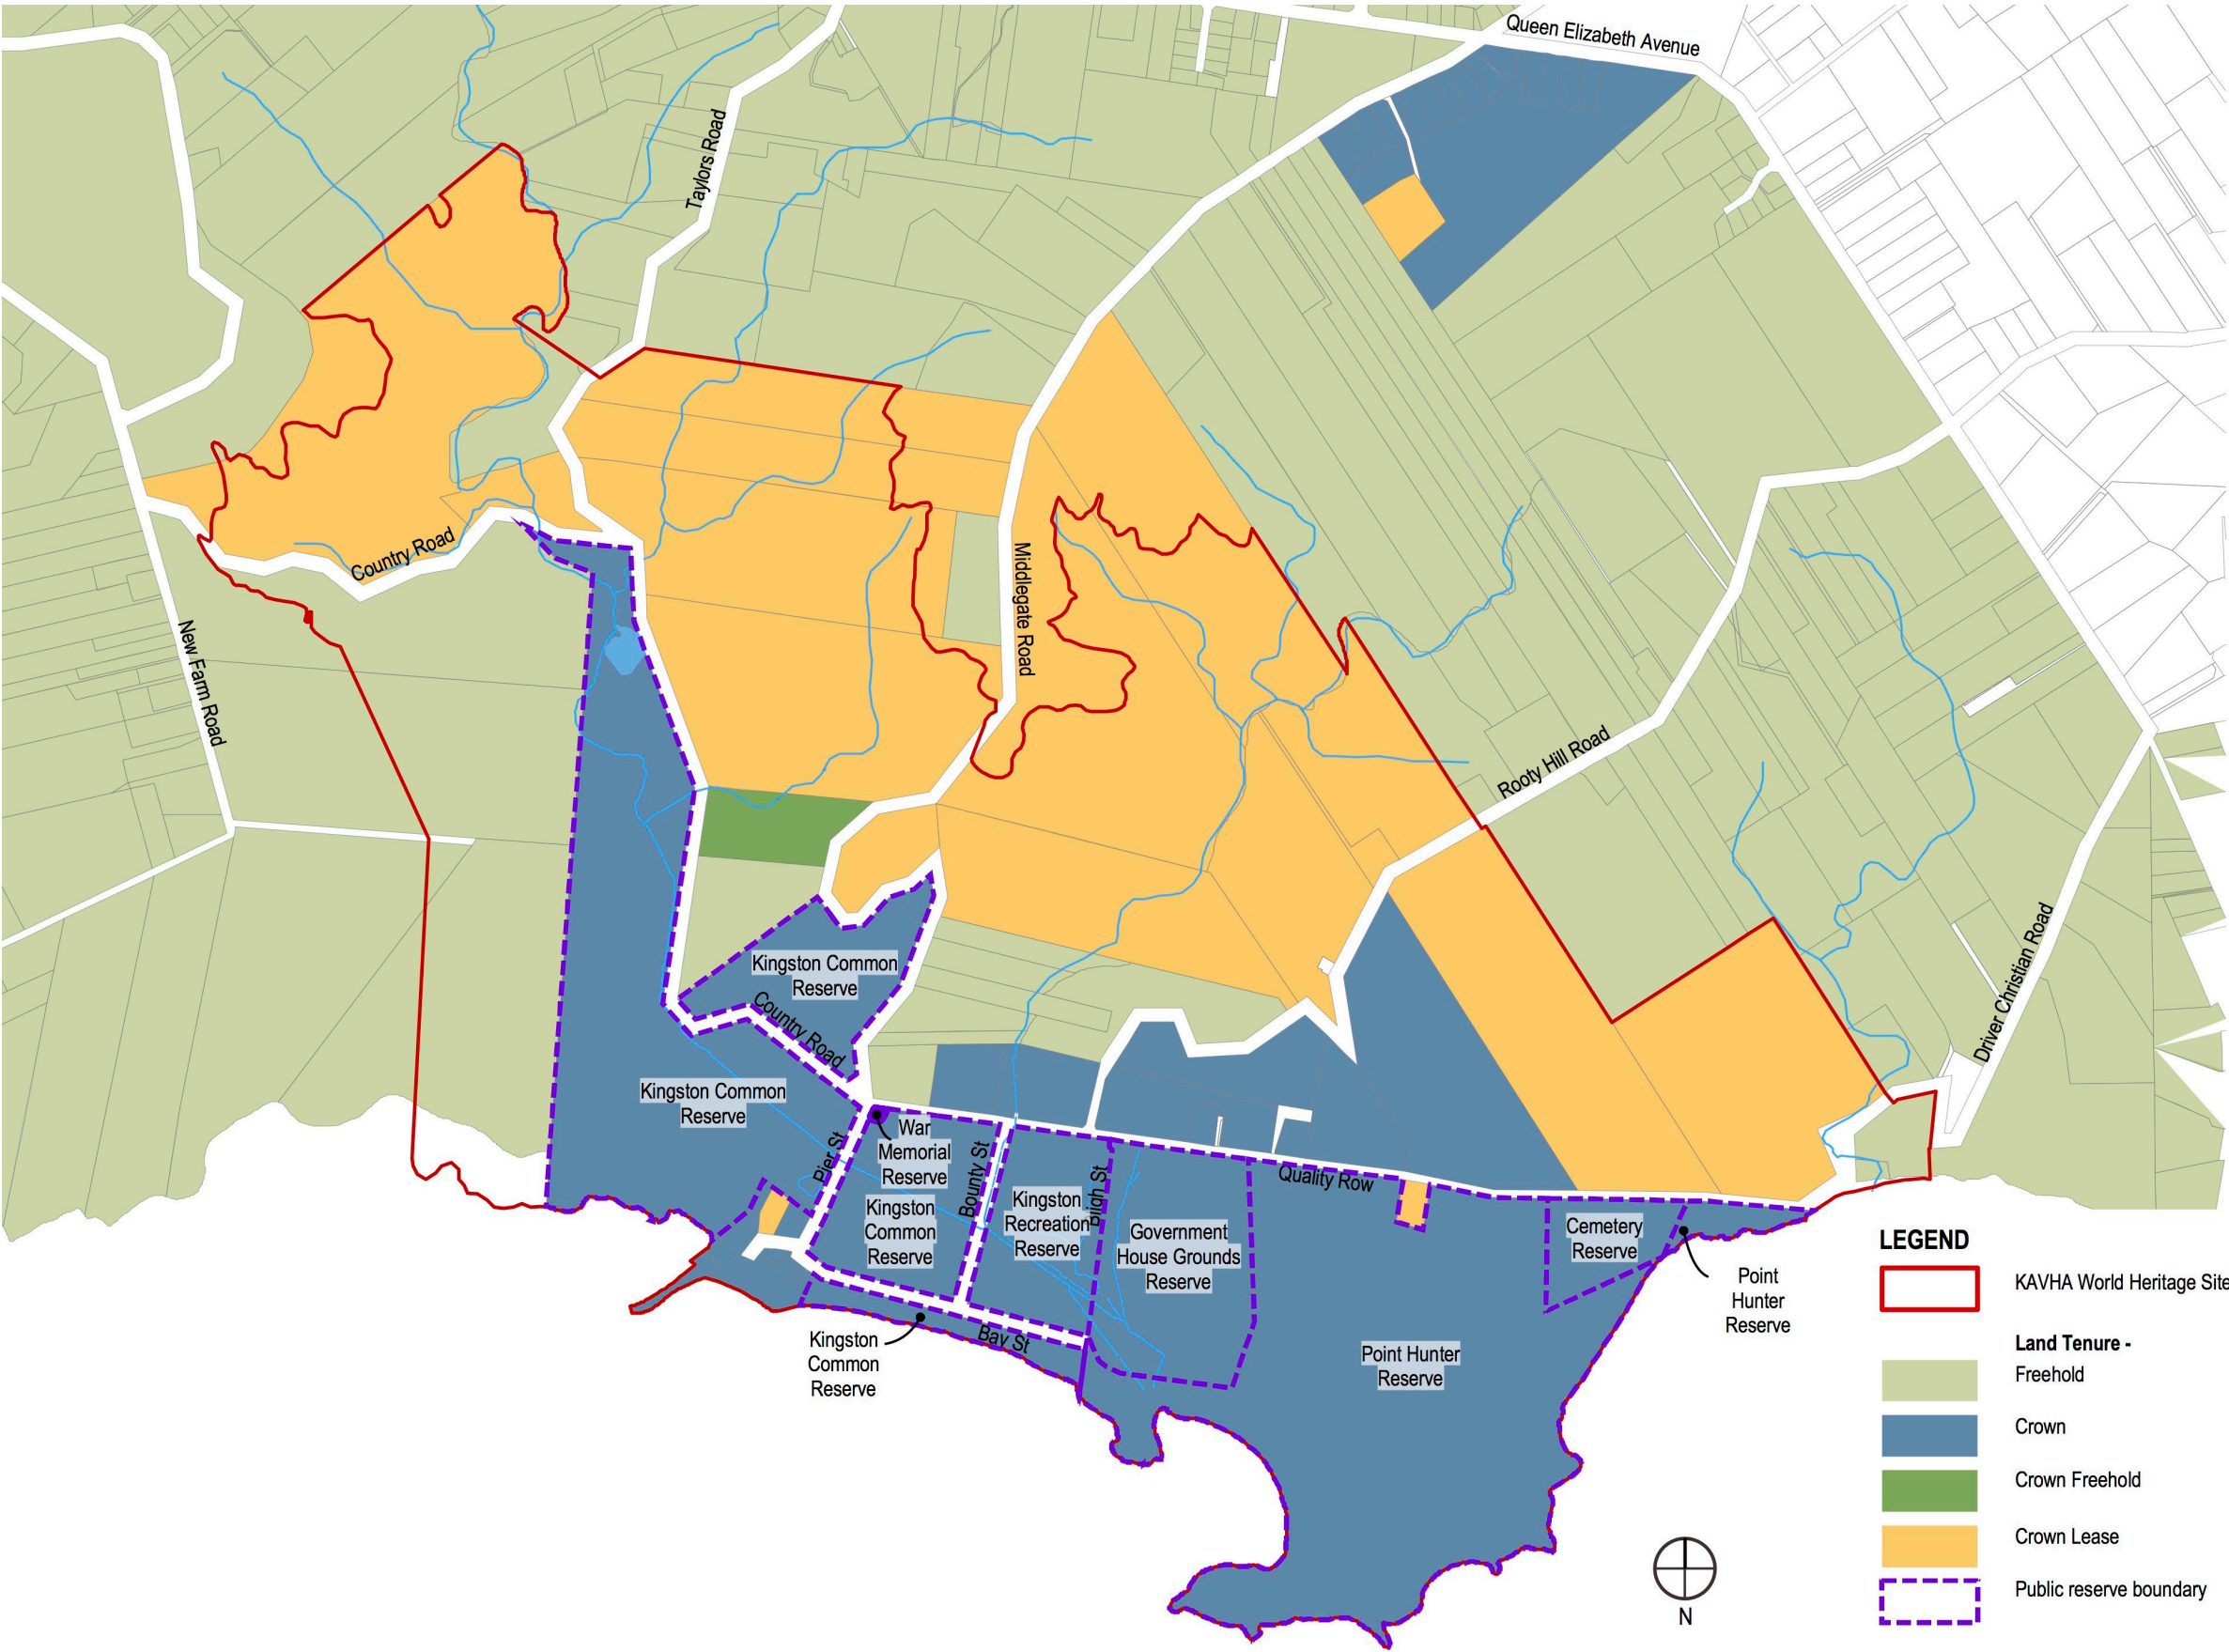 Queen Elizabeth Avenue
Taylors Road
Country Road
New Farm Road
Middlegate Road
Rooty Hill Road
Driver Christian Road
Kingston Common
Reserve
Country Road
Kingston Common
Reserve
War
Memorial
Reserve
Pier St
Bounty St
Bligh St
Quality Row
Kingston
Common
Reserve
Kingston
Recreation
Reserve
Government
House Grounds
Reserve
Cemetery
Reserve
Point
Hunter
Reserve
Kingston
Common
Reserve
Bay St
Point Hunter
Reserve
N
LEGEND
KAVHA World Heritage Site
Land Tenure -
Freehold
Crown
Crown Freehold
Crown Lease
Public reserve boundary